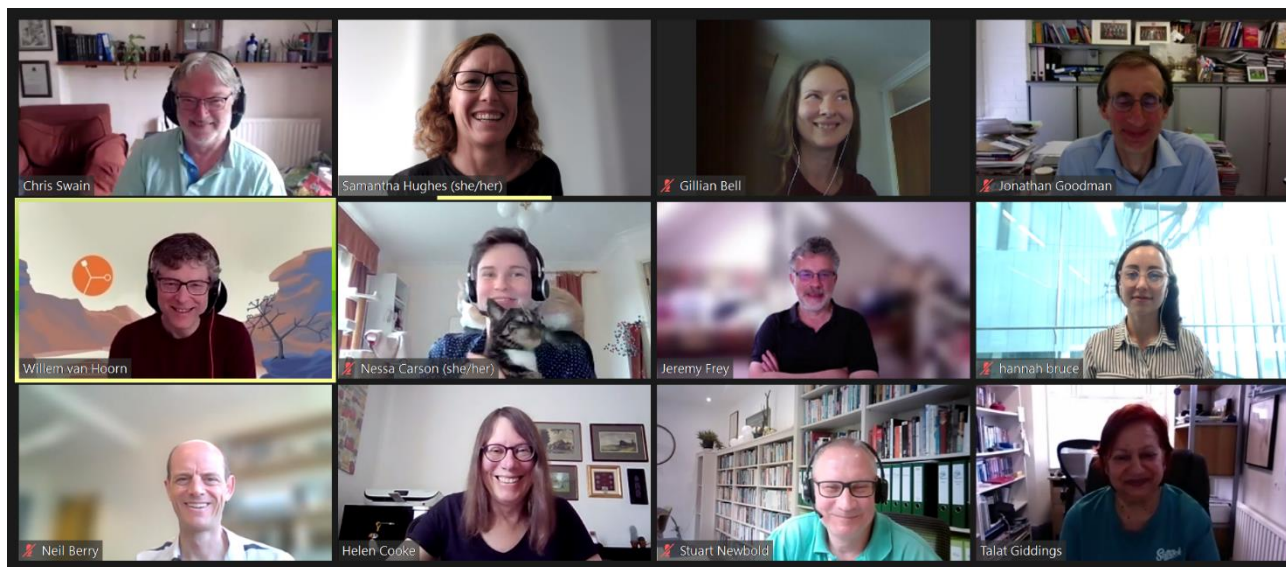 Chris Swain
Samantha Hughes (she/her)
Gillian Bell
Jonathan Goodman
Willem van Hoorn
Nessa Carson (she/her)
Jeremy Frey
hannah bruce
Neil Berry
Helen Cooke
Stuart Newbold
Talat Giddings